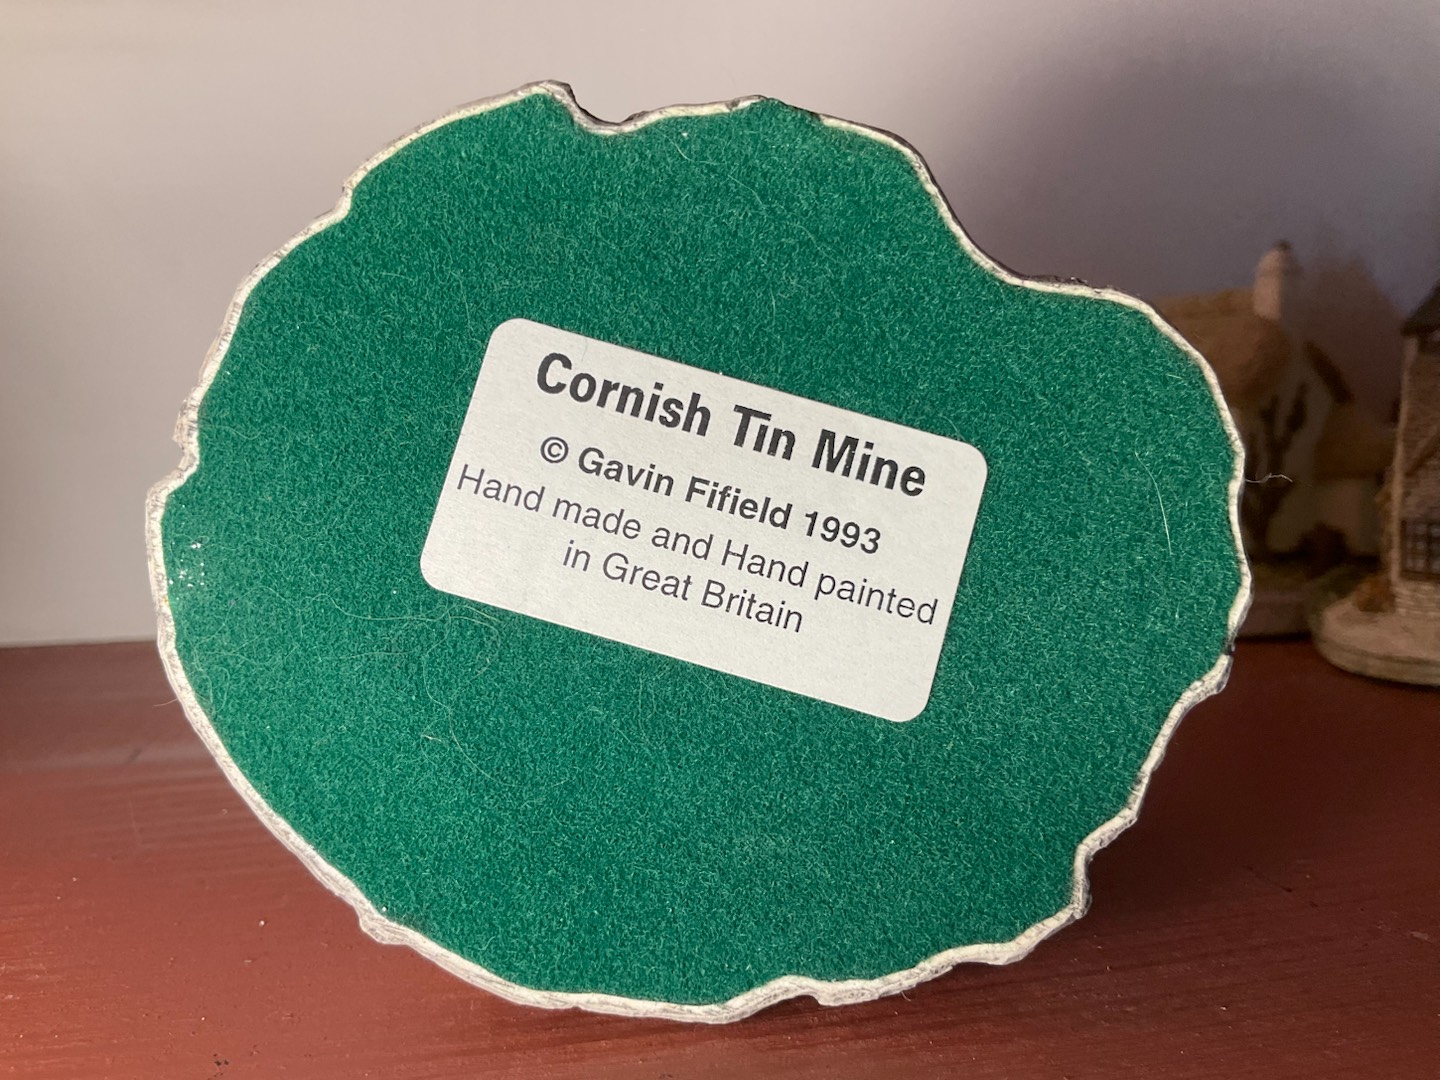 Cornish Tin Mine
© Gavin Fifield 1993
Hand made and Hand painted
in Great Britain